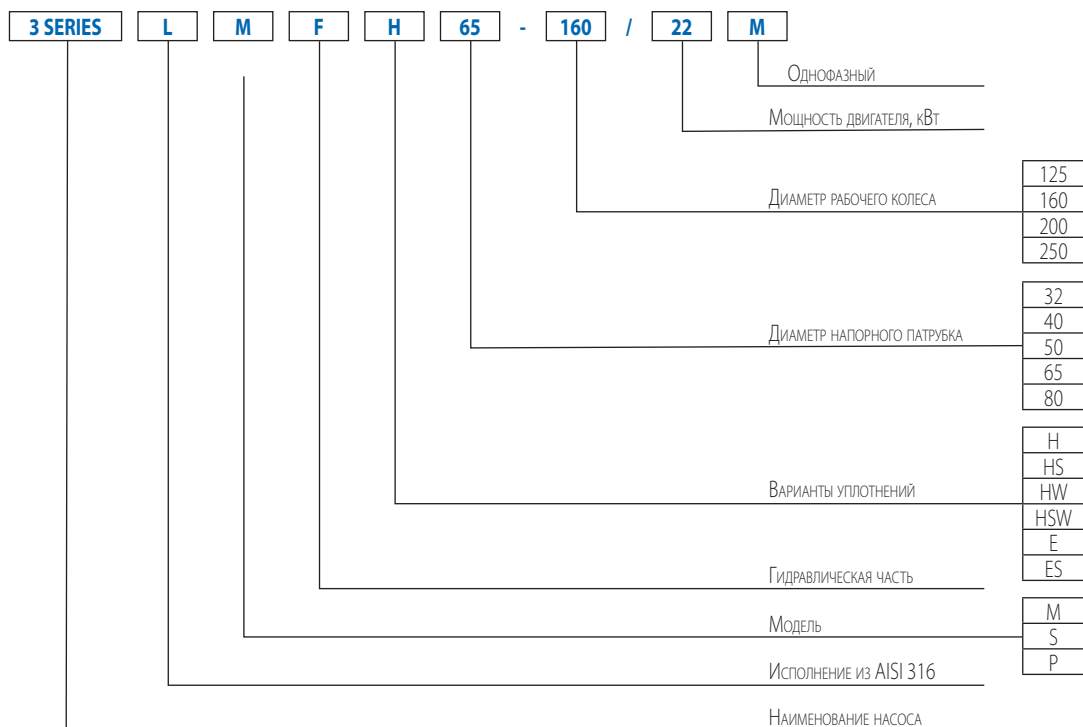 3 SERIES L M F H 65 - 160 / 22 M
Однофазный
Мощность двигателя, кВт
Диаметр рабочего колеса
125
160
200
250
Диаметр напорного патрубка
32
40
50
65
80
Варианты уплотнений
H
HS
HW
HSW
E
ES
Гидравлическая часть
Модель
M
S
P
Исполнение из AISI 316
Наименование насоса